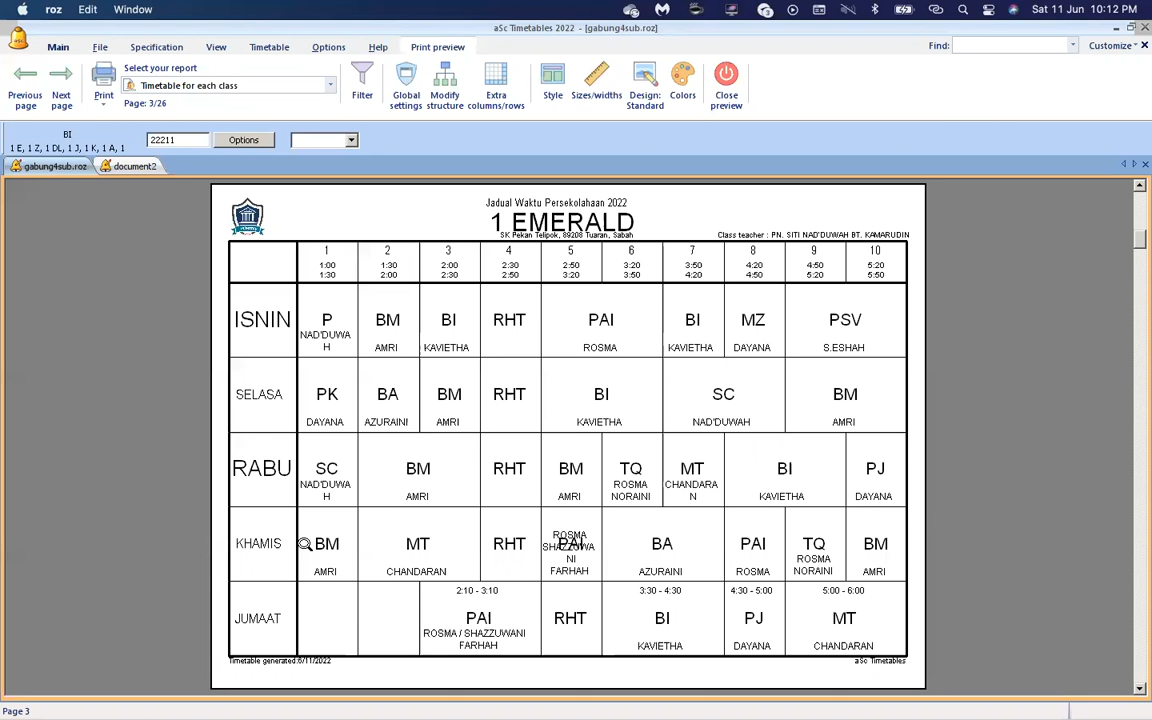 roz Edit Window Sat 11 Jun 10:12 PM
aSc Timetables 2022 - [gabung4sub.roz]
Main File Specification View Timetable Options Help Print preview Find: Customize
Select your report
Timetable for each class
Page: 3/26
Previous page
Next page
Print
Filter
Global settings
Modify structure
Extra columns/rows
Style
Sizes/widths
Design: Standard
Colors
Close preview
BI
1 E, 1 Z, 1 DL, 1 J, 1 K, 1 A, 1
22211 Options
gabung4sub.roz document2
Jadual Waktu Persekolahaan 2022
1 EMERALD
SK Pekan Telipok, 89208 Tuaran, Sabah
Class teacher : PN. SITI NAD'DUWAH BT. KAMARUDIN
1 2 3 4 5 6 7 8 9 10
1:00 1:30 2:00 2:30 2:50 3:20 3:50 4:20 4:50 5:20
1:30 2:00 2:30 2:50 3:20 3:50 4:20 4:50 5:20 5:50
ISNIN P BM BI RHT PAI BI MZ PSV
NAD'DUWA
H AMRI KAVIETHA ROSMA KAVIETHA DAYANA S.ESHAH
SELASA PK BA BM RHT BI SC BM
DAYANA AZURAINI AMRI KAVIETHA NAD'DUWAH AMRI
RABU SC BM RHT BM TQ MT BI PJ
NAD'DUWA ROSMA CHANDARA
H AMRI AMRI NORAINI N KAVIETHA DAYANA
ROSMA
KHAMIS BM MT RHT PAI BA PAI TQ BM
SHAZZUWA
NI ROSMA
AMRI CHANDARAN FARHAH AZURAINI ROSMA NORAINI AMRI
2:10 - 3:10 3:30 - 4:30 4:30 - 5:00 5:00 - 6:00
JUMAAT PAI RHT BI PJ MT
ROSMA / SHAZZUWANI
FARHAH KAVIETHA DAYANA CHANDARAN
Timetable generated:6/11/2022 aSc Timetables
Page 3